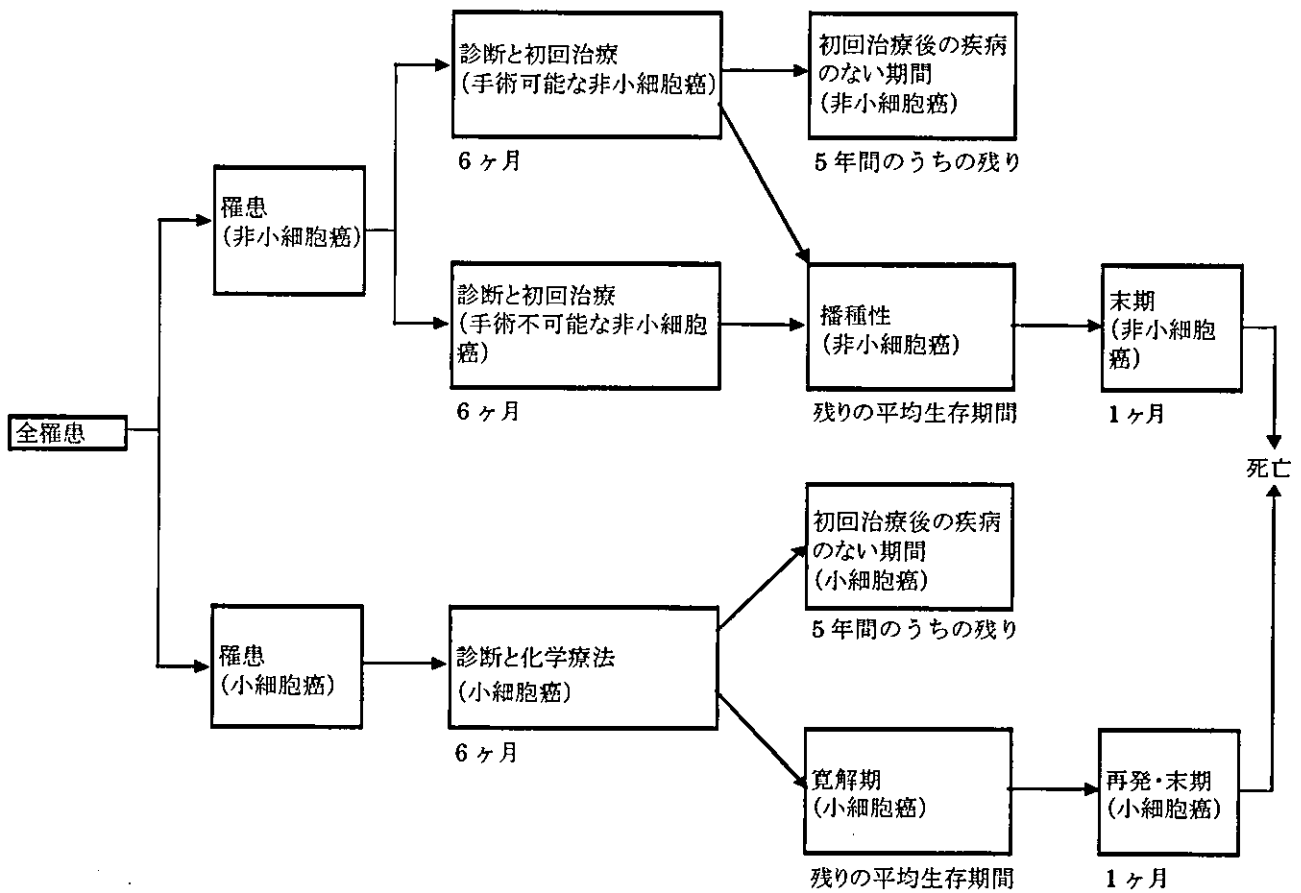 診断と初回治療
(手術可能な非小細胞癌)
6ヶ月
初回治療後の疾病
のない期間
(非小細胞癌)
5年間のうちの残り
罹患
(非小細胞癌)
診断と初回治療
(手術不可能な非小細胞
癌)
6ヶ月
播種性
(非小細胞癌)
残りの平均生存期間
末期
(非小細胞
癌)
1ヶ月
全罹患
死亡
初回治療後の疾病
のない期間
(小細胞癌)
5年間のうちの残り
罹患
(小細胞癌)
診断と化学療法
(小細胞癌)
6ヶ月
寛解期
(小細胞癌)
残りの平均生存期間
再発・末期
(小細胞癌)
1ヶ月